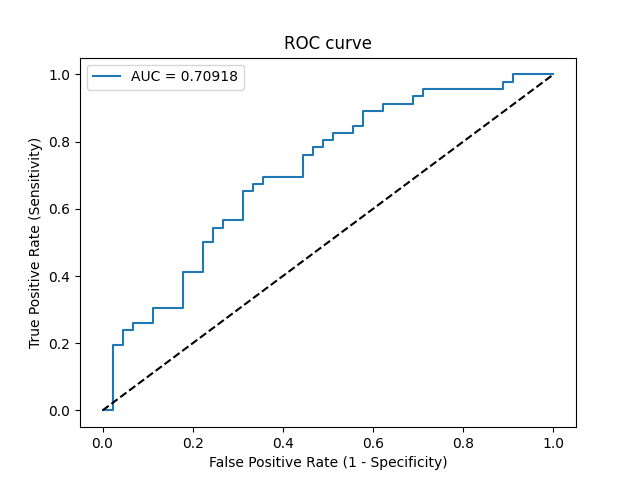 ROC curve
AUC = 0.70918
True Positive Rate (Sensitivity)
1.0
0.8
0.6
0.4
0.2
0.0
0.0 0.2 0.4 0.6 0.8 1.0
False Positive Rate (1 - Specificity)